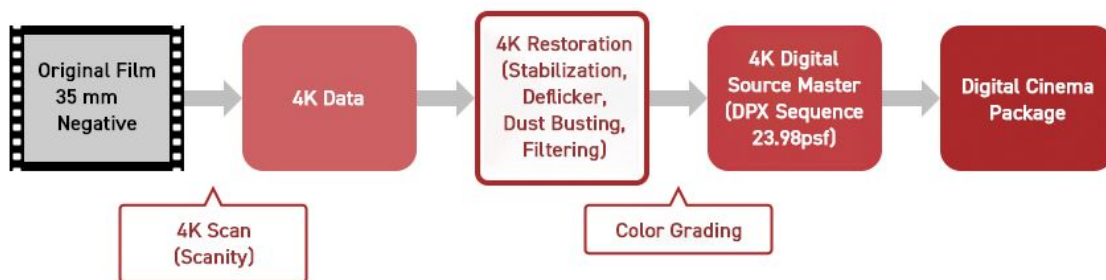 Original Film
35 mm
Negative
4K Data
4K Restoration
(Stabilization,
Deflicker,
Dust Busting,
Filtering)
4K Digital
Source Master
(DPX Sequence
23.98psf)
Digital Cinema
Package
4K Scan
(Scanity)
Color Grading